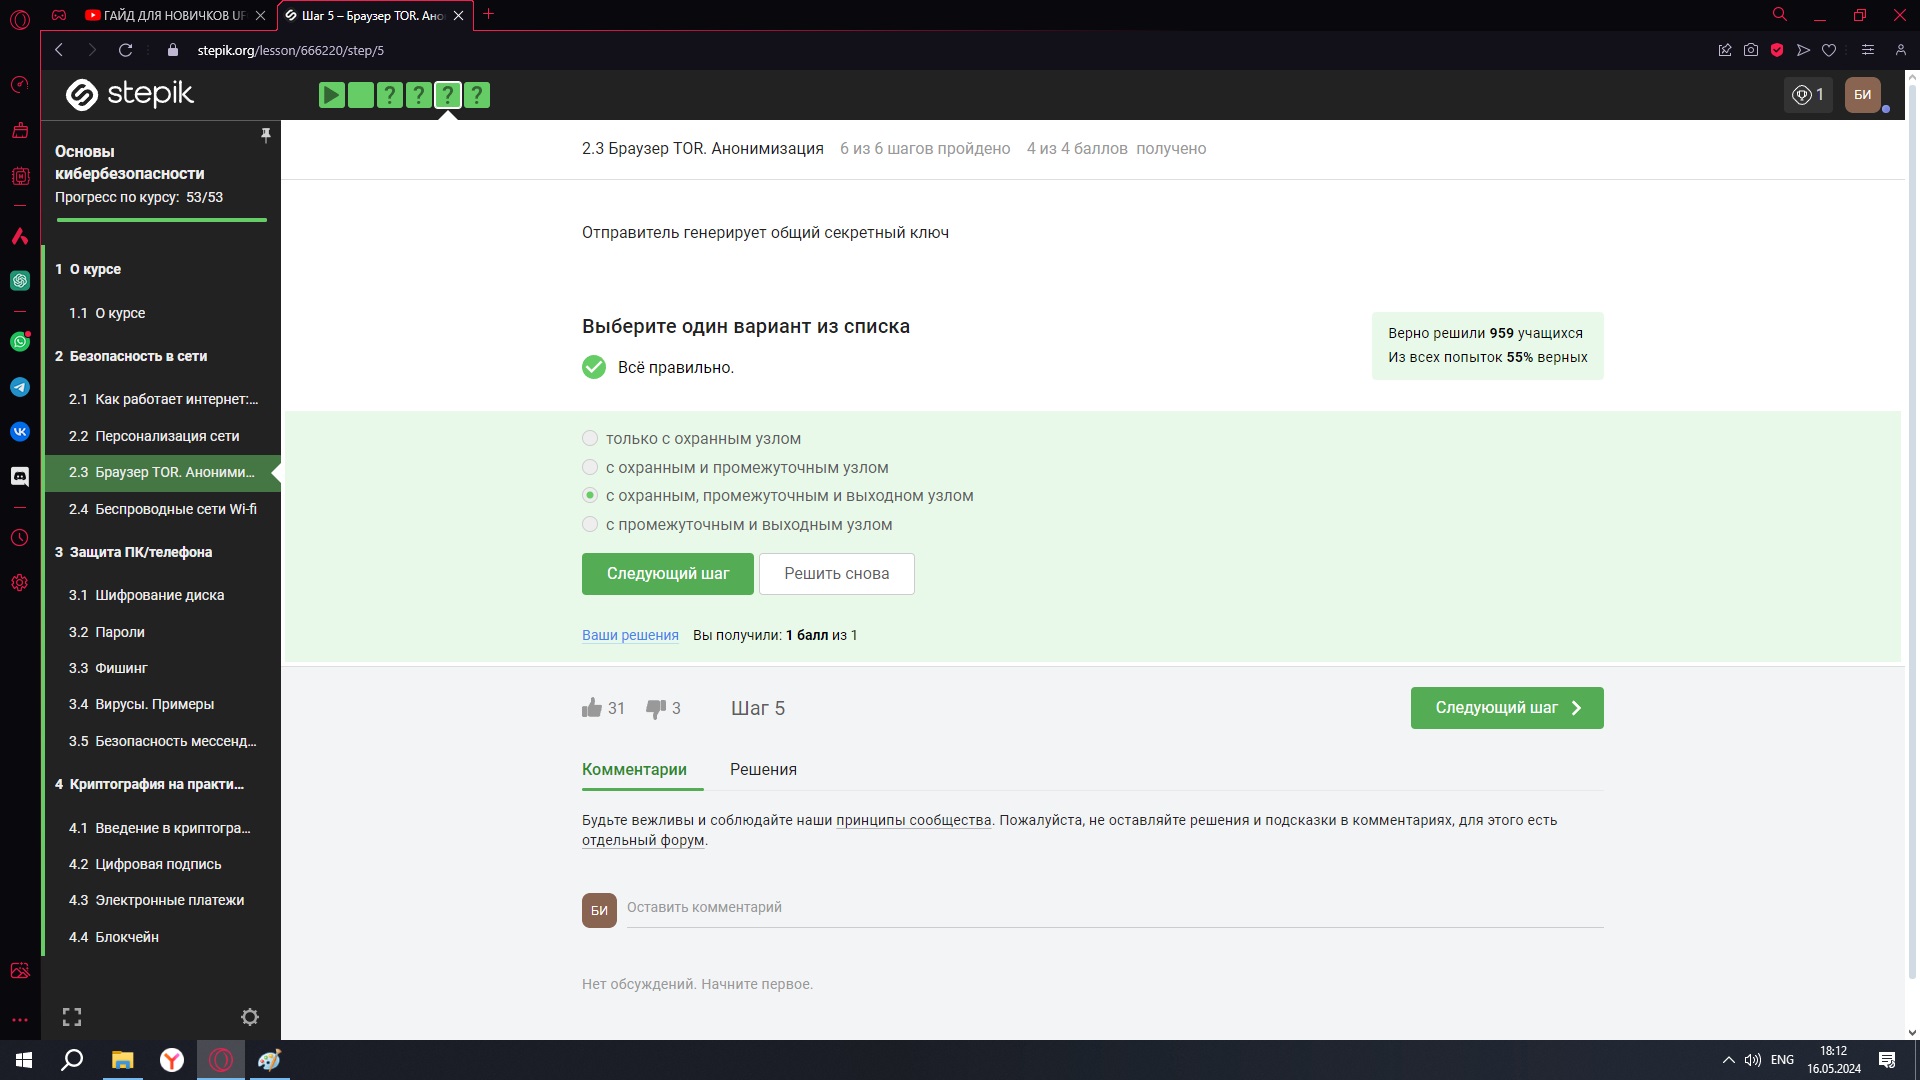 ГАЙД ДЛЯ НОВИЧКОВ UF
Шаг 5 – Браузер TOR. Ано
stepik.org/lesson/666220/step/5
stepik
? ? ? ?
1
БИ
Основы
кибербезопасности
Прогресс по курсу: 53/53
1 О курсе
1.1 О курсе
2 Безопасность в сети
2.1 Как работает интернет:...
2.2 Персонализация сети
2.3 Браузер TOR. Аноними...
2.4 Беспроводные сети Wi-fi
3 Защита ПК/телефона
3.1 Шифрование диска
3.2 Пароли
3.3 Фишинг
3.4 Вирусы. Примеры
3.5 Безопасность мессенд...
4 Криптография на практи...
4.1 Введение в криптогра...
4.2 Цифровая подпись
4.3 Электронные платежи
4.4 Блокчейн
2.3 Браузер TOR. Анонимизация 6 из 6 шагов пройдено 4 из 4 баллов получено
Отправитель генерирует общий секретный ключ
Выберите один вариант из списка
Всё правильно.
Верно решили 959 учащихся
Из всех попыток 55% верных
только с охранным узлом
с охранным и промежуточным узлом
с охранным, промежуточным и выходном узлом
с промежуточным и выходным узлом
Следующий шаг
Решить снова
Ваши решения Вы получили: 1 балл из 1
31 3 Шаг 5
Следующий шаг
Комментарии Решения
Будьте вежливы и соблюдайте наши принципы сообщества. Пожалуйста, не оставляйте решения и подсказки в комментариях, для этого есть
отдельный форум.
БИ
Оставить комментарий
Нет обсуждений. Начните первое.
ENG
18:12
16.05.2024